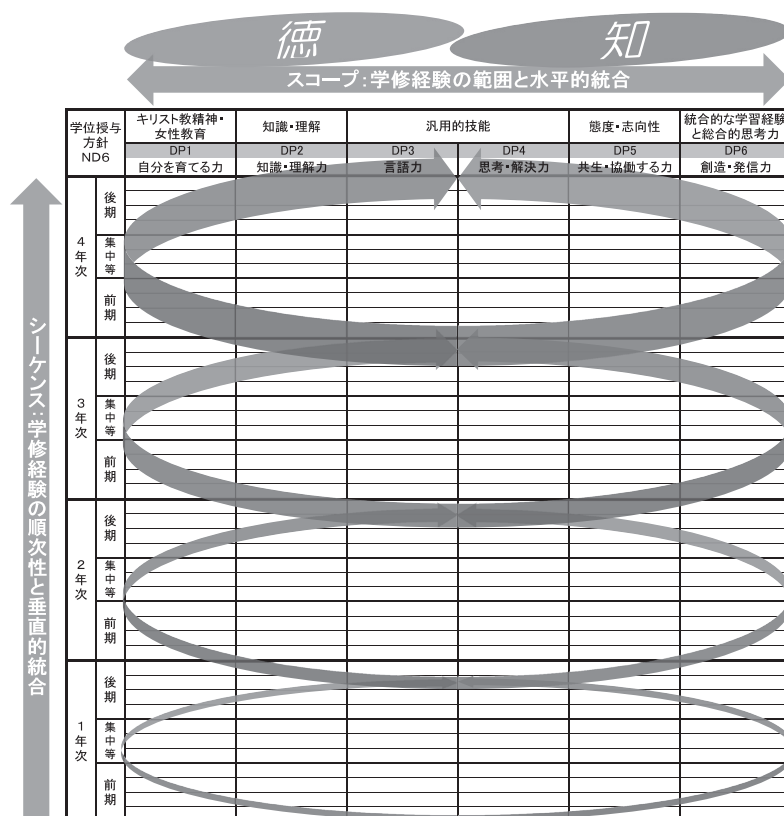 徳
知
スコープ：学修経験の範囲と水平的統合
学位授与
方針
ND6
キリスト教精神・
女性教育
知識・理解
汎用的技能
態度・志向性
統合的な学習経験
と総合的思考力
DP1
DP2
DP3
DP4
DP5
DP6
自分を育てる力
知識・理解力
言語力
思考・解決力
共生・協働する力
創造・発信力
シーケンス：学修経験の順次性と垂直的統合
4年次
後期
集中等
前期
3年次
後期
集中等
前期
2年次
後期
集中等
前期
1年次
後期
集中等
前期